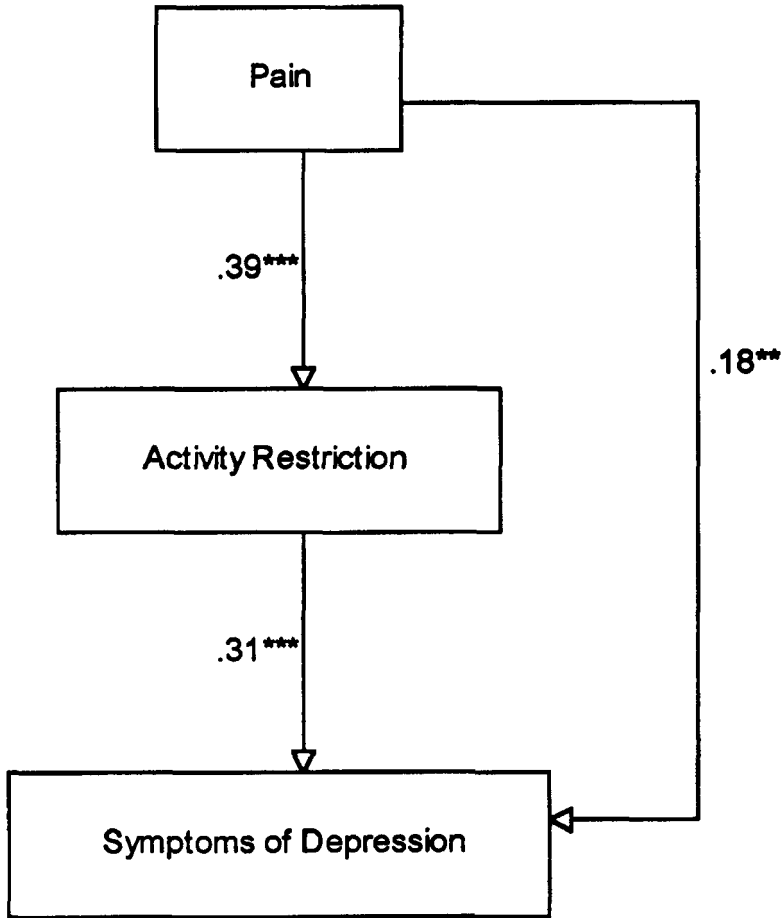 Pain
.39***
.18**
Activity Restriction
.31***
Symptoms of Depression